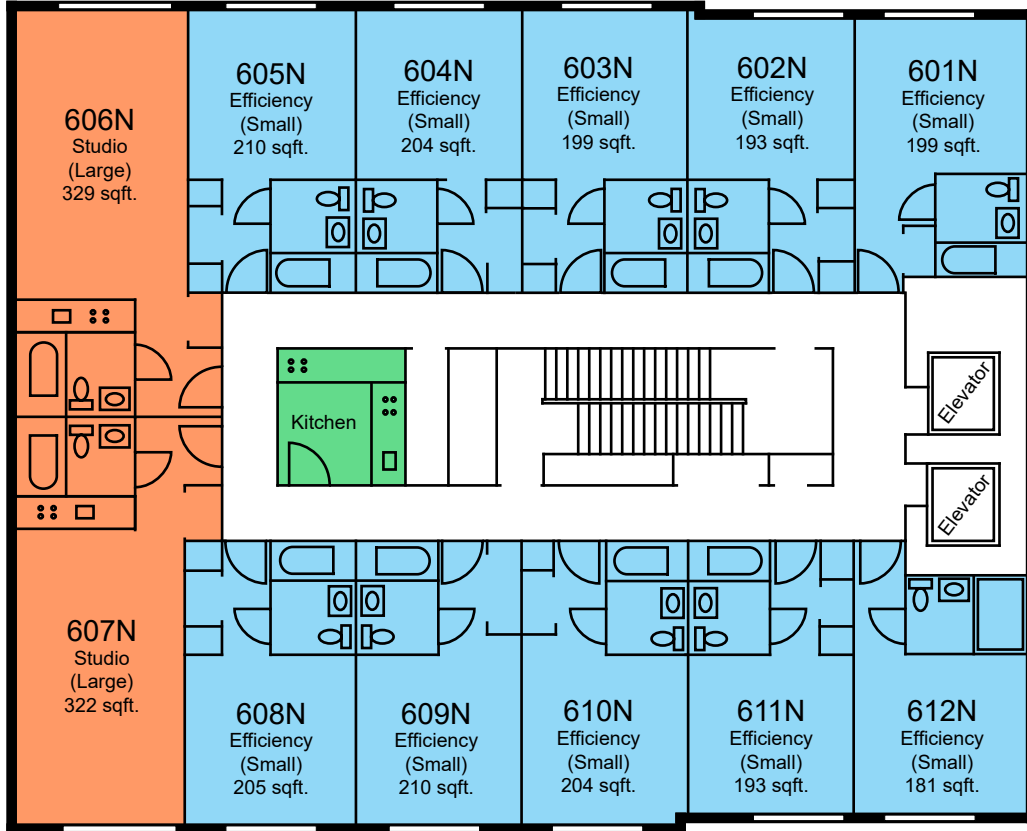 606N
Studio
(Large)
329 sqft.
605N
Efficiency
(Small)
210 sqft.
604N
Efficiency
(Small)
204 sqft.
603N
Efficiency
(Small)
199 sqft.
602N
Efficiency
(Small)
193 sqft.
601N
Efficiency
(Small)
199 sqft.
Kitchen
Elevator
Elevator
607N
Studio
(Large)
322 sqft.
608N
Efficiency
(Small)
205 sqft.
609N
Efficiency
(Small)
210 sqft.
610N
Efficiency
(Small)
204 sqft.
611N
Efficiency
(Small)
193 sqft.
612N
Efficiency
(Small)
181 sqft.